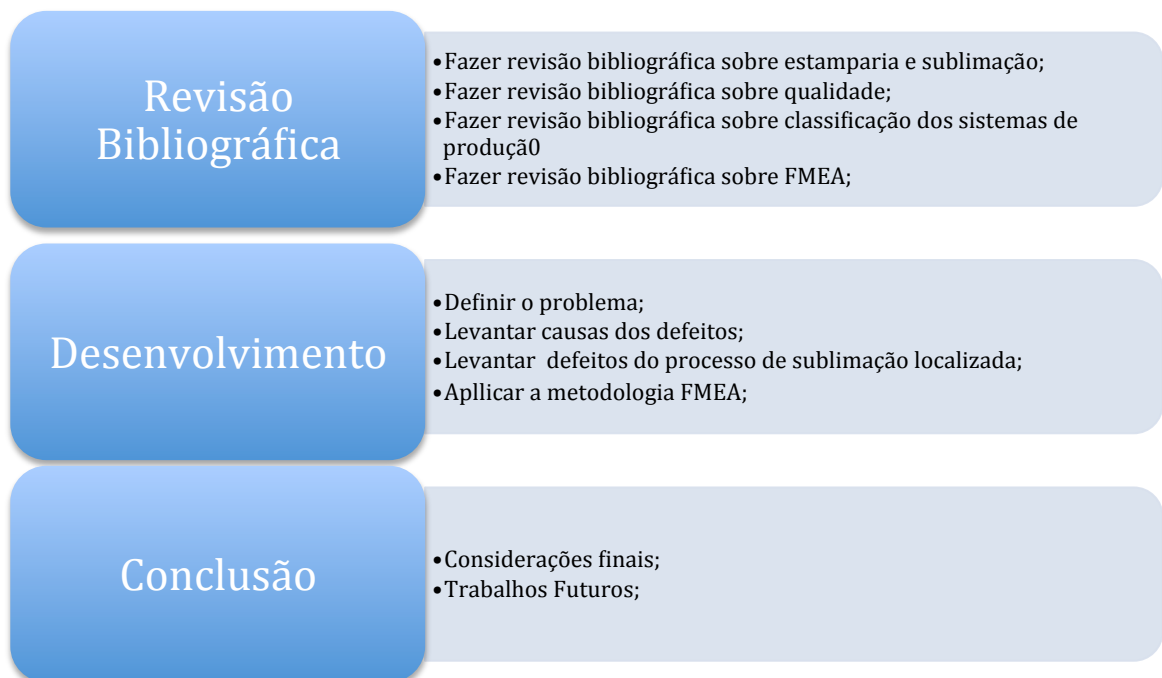 Revisão
Bibliográfica
•Fazer revisão bibliográfica sobre estamparia e sublimação;
•Fazer revisão bibliográfica sobre qualidade;
•Fazer revisão bibliográfica sobre classificação dos sistemas de
produçã0
•Fazer revisão bibliográfica sobre FMEA;
Desenvolvimento
•Definir o problema;
•Levantar causas dos defeitos;
•Levantar defeitos do processo de sublimação localizada;
•Apllicar a metodologia FMEA;
Conclusão
•Considerações finais;
•Trabalhos Futuros;